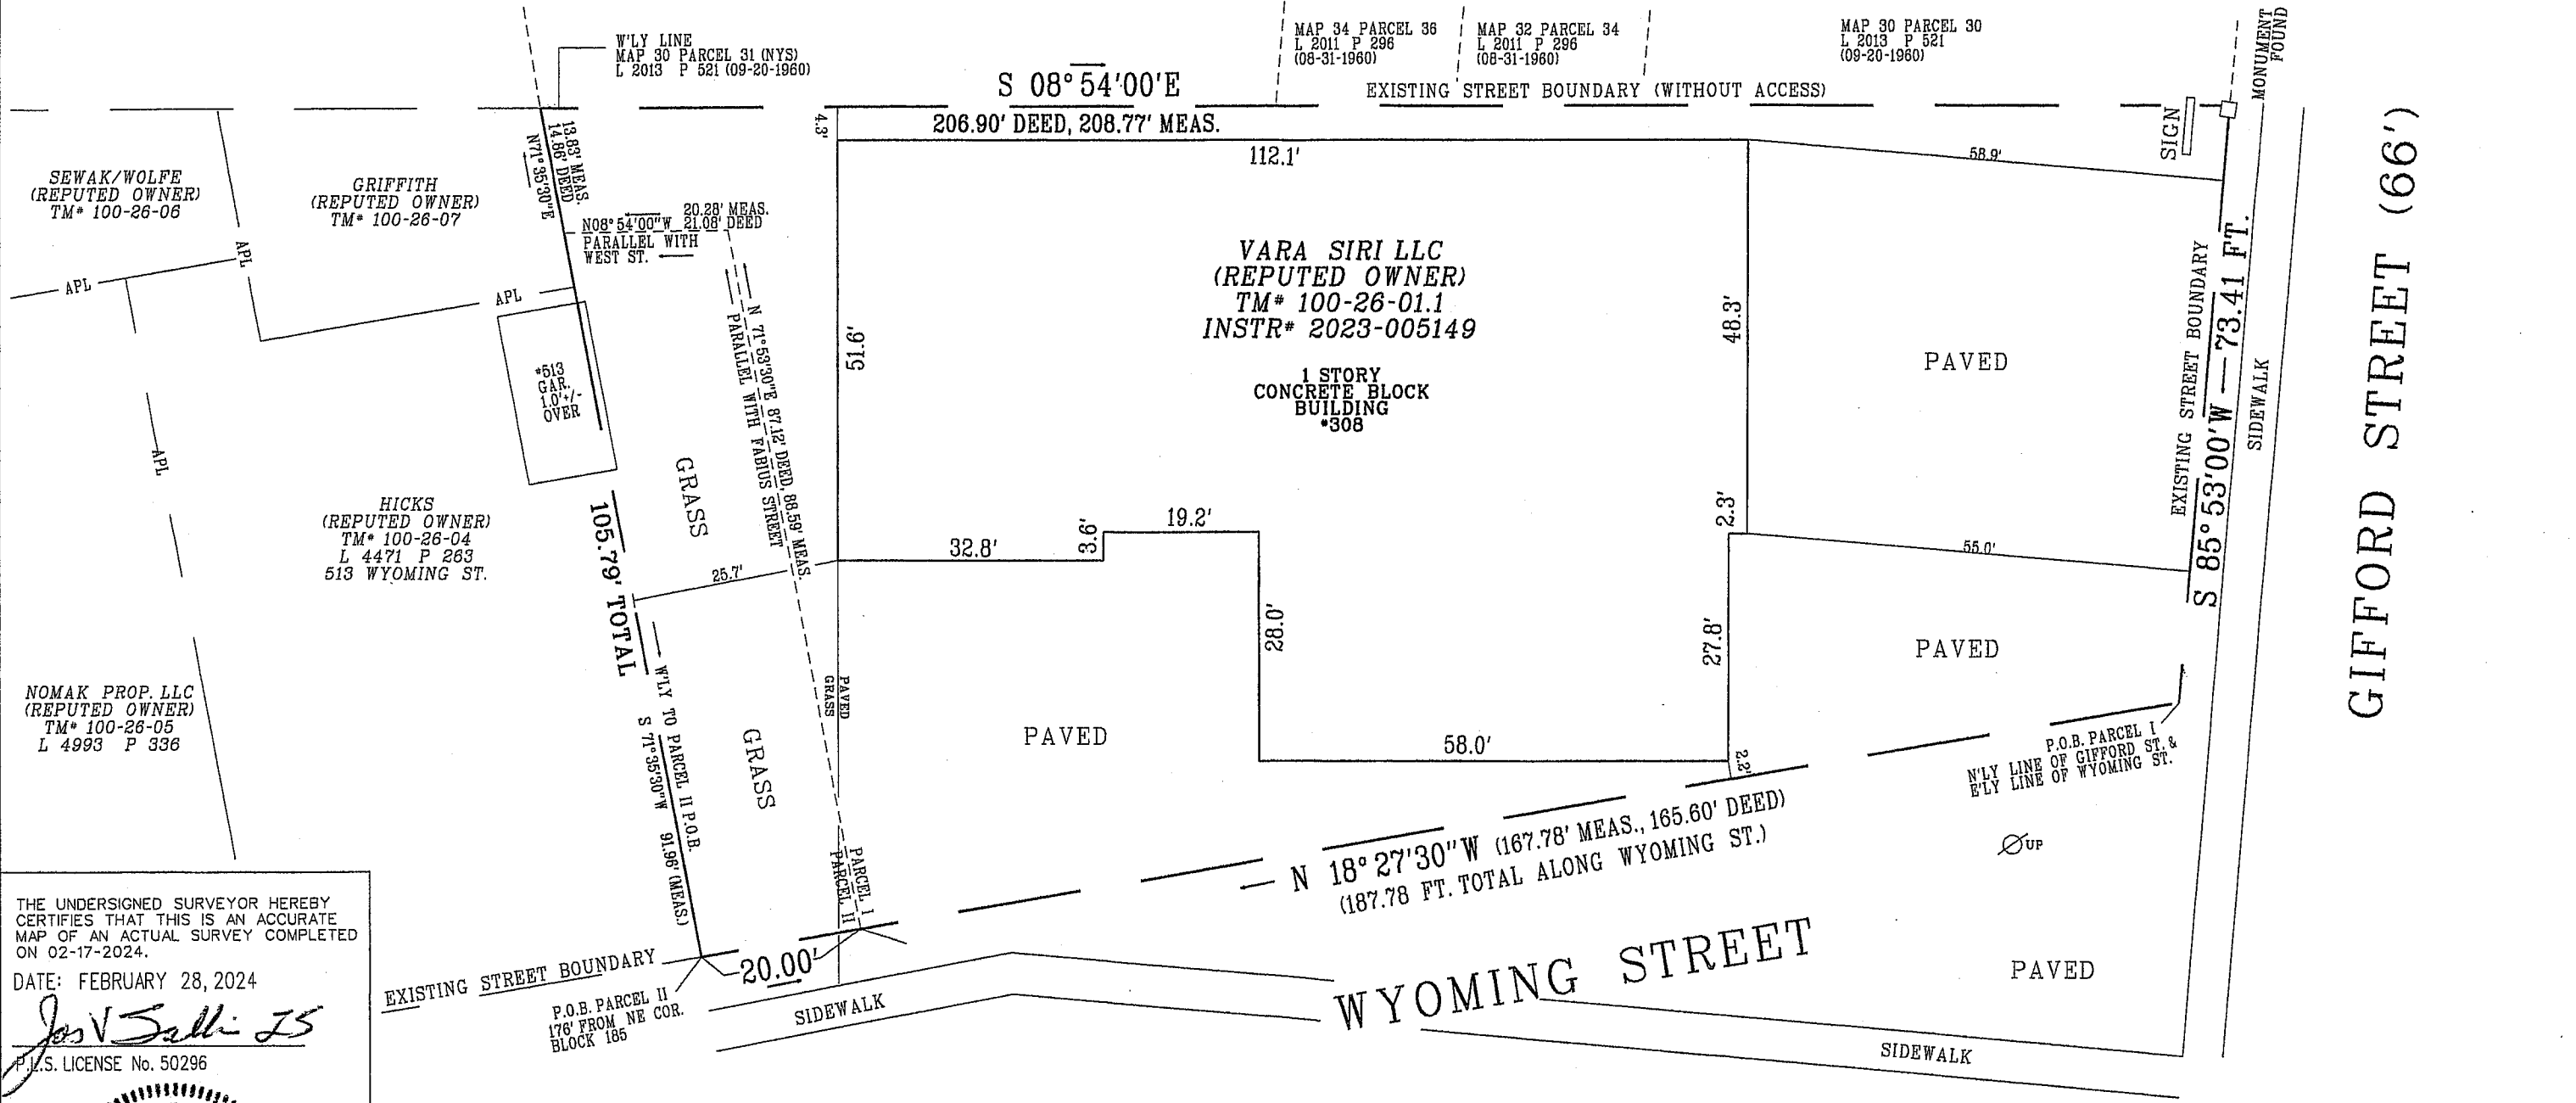 W'LY LINE
MAP 30 PARCEL 31 (NYS)
L 2013 P 521 (09-20-1960)
S 08°54'00"E
MAP 34 PARCEL 36
L 2011 P 296
(08-31-1960)
MAP 32 PARCEL 34
L 2011 P 296
(08-31-1960)
MAP 30 PARCEL 30
L 2013 P 521
(09-20-1960)
EXISTING STREET BOUNDARY (WITHOUT ACCESS)
MONUMENT
FOUND
SIGN
206.90' DEED, 208.77' MEAS.
4.3'
112.1'
58.9'
13.83' MEAS.
14.86' DEED
N71°35'30"E
SEWAK/WOLFE
(REPUTED OWNER)
TM# 100-26-06
GRIFFITH
(REPUTED OWNER)
TM# 100-26-07
APL
APL
APL
APL
20.28' MEAS.
N08°54'00"W 21.08' DEED
PARALLEL WITH
WEST ST.
N 71°53'30"E 87.12' DEED, 88.59' MEAS.
PARALLEL WITH FABIUS STREET
VARA SIRI LLC
(REPUTED OWNER)
TM# 100-26-01.1
INSTR# 2023-005149
1 STORY
CONCRETE BLOCK
BUILDING
#308
51.6'
48.3'
PAVED
EXISTING STREET BOUNDARY
S 85°53'00"W — 73.41 FT.
SIDEWALK
GIFFORD STREET (66')
#513
GAR.
1.0'+/-
OVER
GRASS
HICKS
(REPUTED OWNER)
TM# 100-26-04
L 4471 P 263
513 WYOMING ST.
105.79' TOTAL
25.7'
32.8'
3.6'
19.2'
2.3'
55.0'
28.0'
27.8'
PAVED
NOMAK PROP. LLC
(REPUTED OWNER)
TM# 100-26-05
L 4993 P 336
W'LY TO PARCEL II P.O.B.
S 71°35'30"W 91.96' (MEAS.)
GRASS
PAVED
GRASS
PAVED
58.0'
2.2'
P.O.B. PARCEL I
N'LY LINE OF GIFFORD ST. &
E'LY LINE OF WYOMING ST.
N 18°27'30"W (167.78' MEAS., 165.60' DEED)
(187.78 FT. TOTAL ALONG WYOMING ST.)
UP
PARCEL I
PARCEL II
THE UNDERSIGNED SURVEYOR HEREBY
CERTIFIES THAT THIS IS AN ACCURATE
MAP OF AN ACTUAL SURVEY COMPLETED
ON 02-17-2024.
DATE: FEBRUARY 28, 2024
P.L.S. LICENSE No. 50296
EXISTING STREET BOUNDARY
20.00'
P.O.B. PARCEL II
176' FROM NE COR.
BLOCK 185
SIDEWALK
WYOMING STREET
PAVED
SIDEWALK